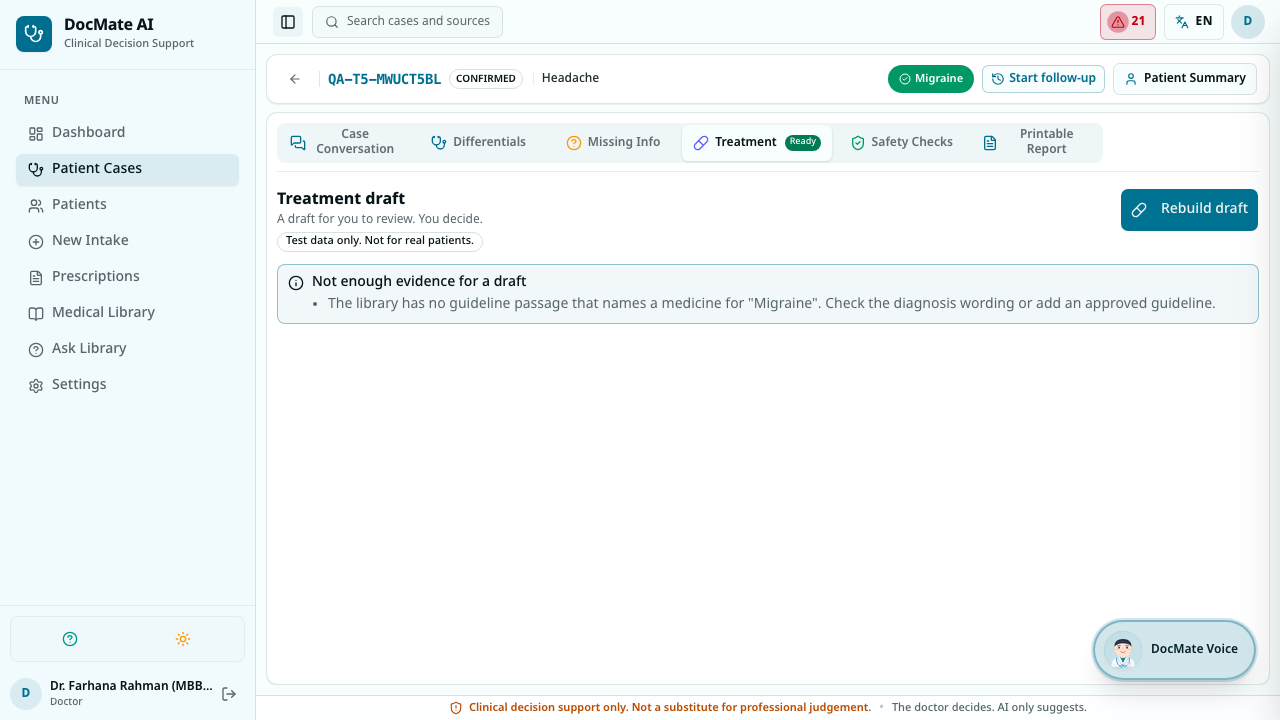 DocMate AI
Clinical Decision Support
MENU
Dashboard
Patient Cases
Patients
New Intake
Prescriptions
Medical Library
Ask Library
Settings
D
Dr. Farhana Rahman (MBB...
Doctor
Search cases and sources
21
EN
D
QA-T5-MWUCT5BL
CONFIRMED
Headache
Migraine
Start follow-up
Patient Summary
Case
Conversation
Differentials
Missing Info
Treatment
Ready
Safety Checks
Printable
Report
Treatment draft
A draft for you to review. You decide.
Test data only. Not for real patients.
Rebuild draft
Not enough evidence for a draft
• The library has no guideline passage that names a medicine for "Migraine". Check the diagnosis wording or add an approved guideline.
DocMate Voice
Clinical decision support only. Not a substitute for professional judgement. • The doctor decides. AI only suggests.